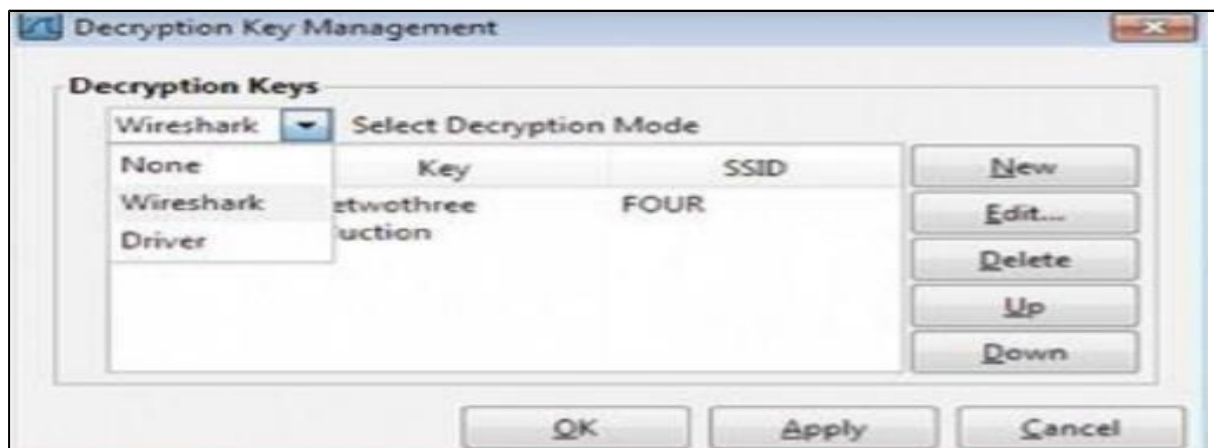 Decryption Key Management
Decryption Keys
Wireshark Select Decryption Mode
None Key SSID New
Wireshark etwothree FOUR Edit...
Driver uction
Delete
Up
Down
OK Apply Cancel